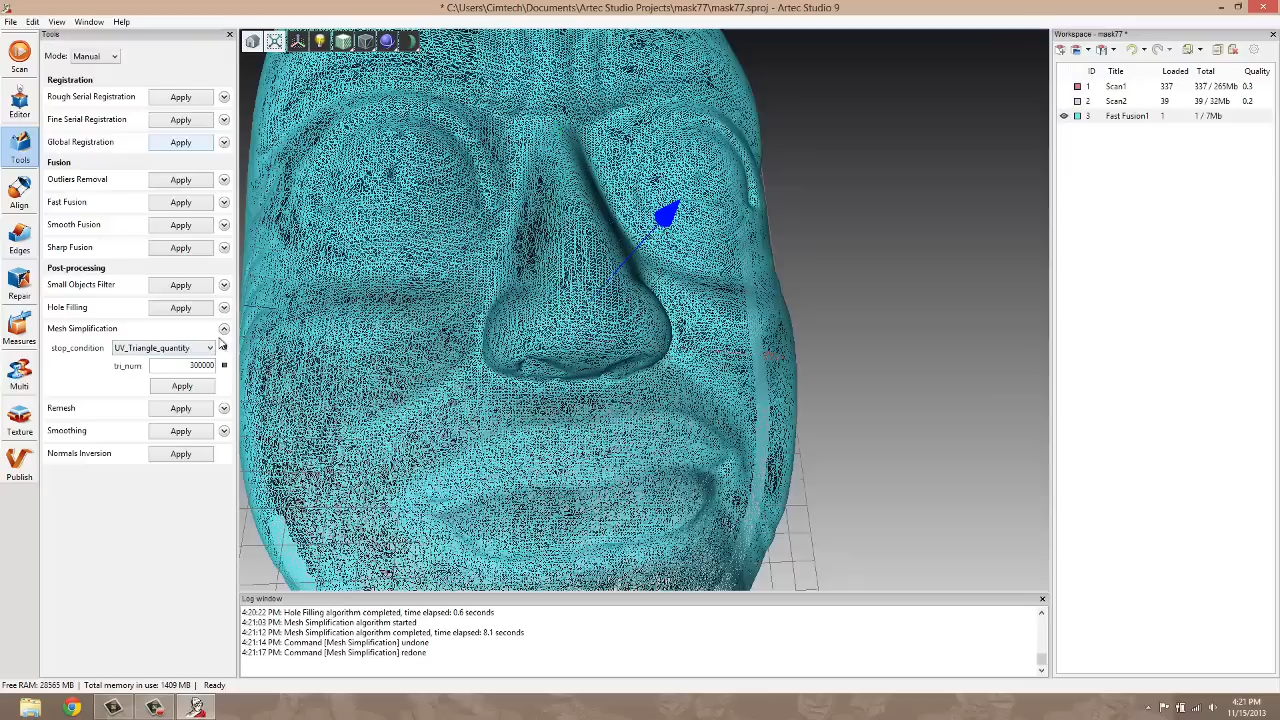 * C:\Users\Cimtech\Documents\Artec Studio Projects\mask77\mask77.sproj - Artec Studio 9
File Edit View Window Help
Tools
Workspace - mask77 *
Mode: Manual
Scan
Editor
Tools
Align
Edges
Repair
Measures
Multi
Texture
Publish
Registration
Rough Serial Registration Apply
Fine Serial Registration Apply
Global Registration Apply
Fusion
Outliers Removal Apply
Fast Fusion Apply
Smooth Fusion Apply
Sharp Fusion Apply
Post-processing
Small Objects Filter Apply
Hole Filling Apply
Mesh Simplification
stop_condition UV_Triangle_quantity
tri_num 300000
Apply
Remesh Apply
Smoothing Apply
Normals Inversion Apply
ID Title Loaded Total Quality
1 Scan1 337 337 / 265Mb 0.3
2 Scan2 39 39 / 32Mb 0.2
3 Fast Fusion1 1 1 / 7Mb
Log window
4:20:22 PM: Hole Filling algorithm completed, time elapsed: 0.6 seconds
4:21:03 PM: Mesh Simplification algorithm started
4:21:12 PM: Mesh Simplification algorithm completed, time elapsed: 8.1 seconds
4:21:14 PM: Command [Mesh Simplification] undone
4:21:17 PM: Command [Mesh Simplification] redone
Free RAM: 28565 MB Total memory in use: 1409 MB Ready
4:21 PM
11/15/2013